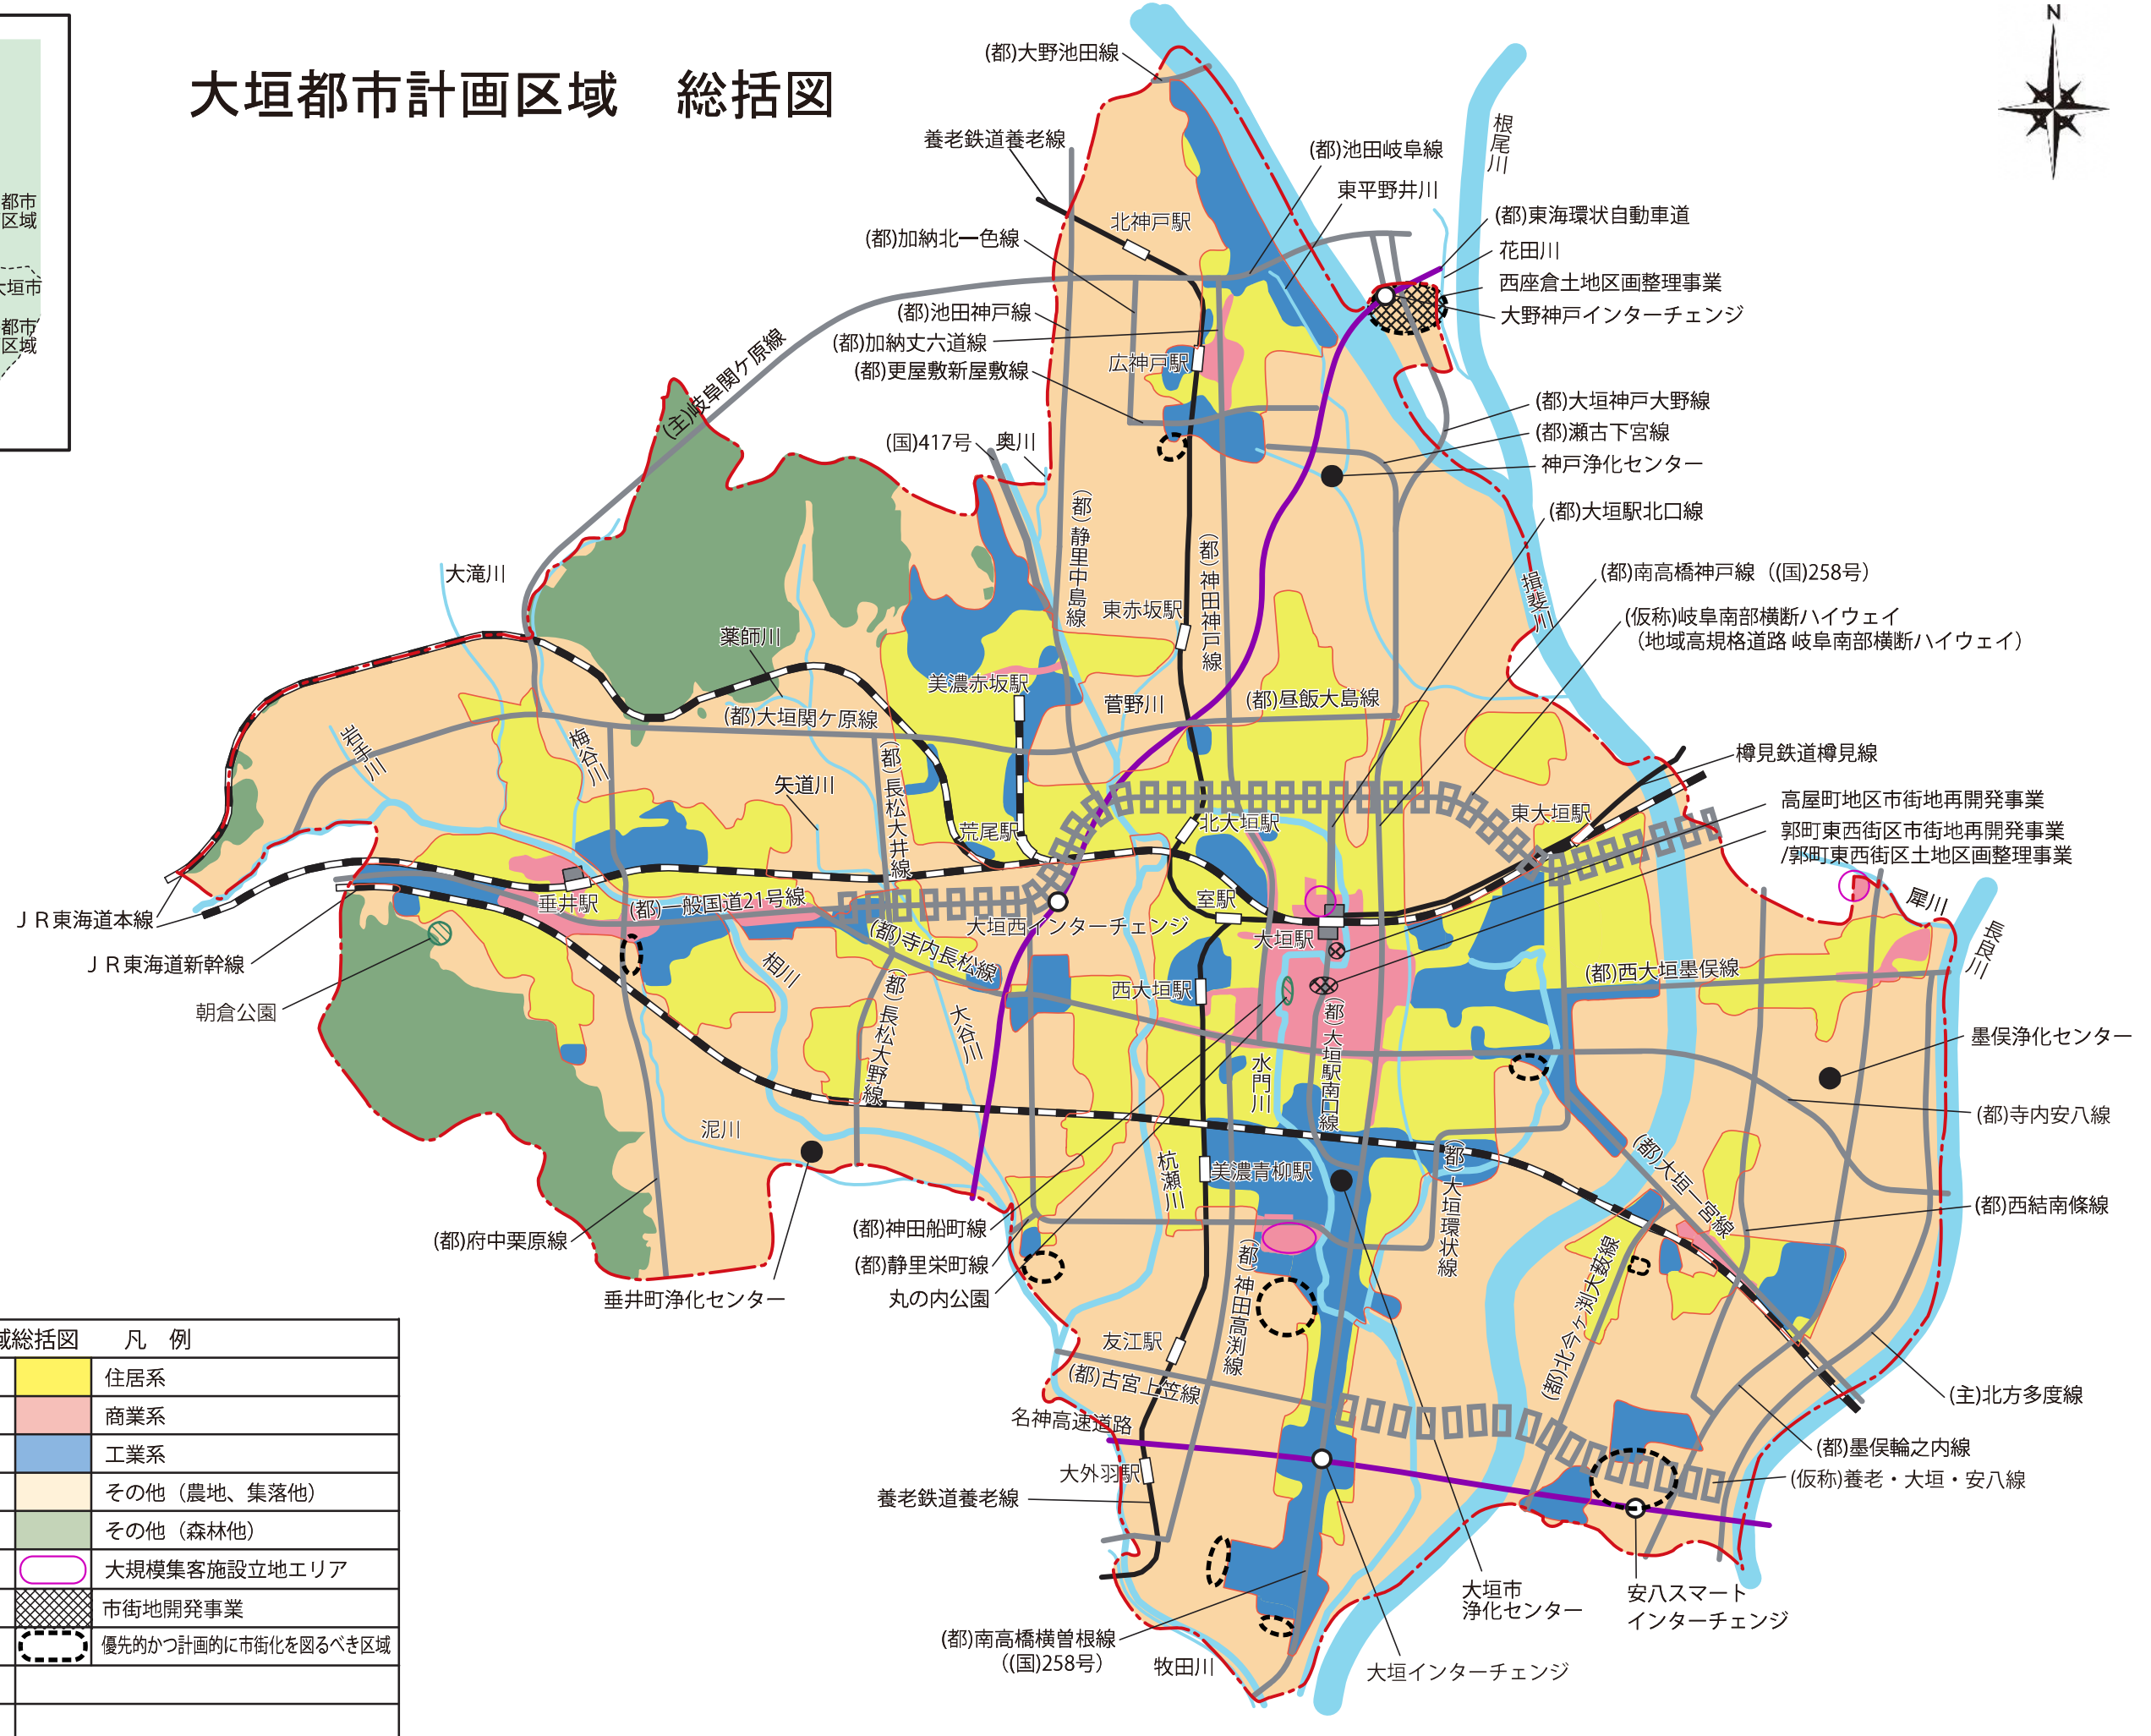 大垣都市計画区域　総括図
N
都市
区域
大垣市
都市
区域
(都)大野池田線
養老鉄道養老線
北神戸駅
(都)加納北一色線
(都)池田岐阜線
東平野井川
根尾川
(都)東海環状自動車道
花田川
西座倉土地区画整理事業
大野神戸インターチェンジ
(都)池田神戸線
(都)加納丈六道線
(都)更屋敷新屋敷線
広神戸駅
(主)岐阜関ケ原線
(国)417号
奥川
(都)大垣神戸大野線
(都)瀬古下宮線
神戸浄化センター
(都)大垣駅北口線
(都)静里中島線
(都)神田神戸線
揖斐川
(都)南高橋神戸線（(国)258号）
(仮称)岐阜南部横断ハイウェイ
（地域高規格道路 岐阜南部横断ハイウェイ）
大滝川
薬師川
東赤坂駅
美濃赤坂駅
菅野川
(都)昼飯大島線
(都)大垣関ケ原線
岩手川
梅谷川
矢道川
(都)長松大井線
荒尾駅
北大垣駅
東大垣駅
樽見鉄道樽見線
高屋町地区市街地再開発事業
郭町東西街区市街地再開発事業
/郭町東西街区土地区画整理事業
垂井駅
(都)一般国道21号線
大垣西インターチェンジ
室駅
大垣駅
犀川
長良川
ＪＲ東海道本線
ＪＲ東海道新幹線
朝倉公園
相川
(都)寺内長松線
(都)長松大野線
大谷川
西大垣駅
(都)西大垣墨俣線
墨俣浄化センター
水門川
(都)大垣駅南口線
(都)寺内安八線
泥川
杭瀬川
美濃青柳駅
(都)大垣環状線
(都)大垣一宮線
(都)西結南條線
(都)府中栗原線
垂井町浄化センター
(都)神田船町線
(都)静里栄町線
丸の内公園
(都)神田高渕線
(都)北今ヶ渕大薮線
友江駅
(都)古宮上笠線
名神高速道路
大外羽駅
養老鉄道養老線
(主)北方多度線
(都)墨俣輪之内線
(仮称)養老・大垣・安八線
大垣市
浄化センター
安八スマート
インターチェンジ
(都)南高橋横曽根線
（(国)258号）
牧田川
大垣インターチェンジ
域総括図　　凡　例
住居系
商業系
工業系
その他（農地、集落他）
その他（森林他）
大規模集客施設立地エリア
市街地開発事業
優先的かつ計画的に市街化を図るべき区域